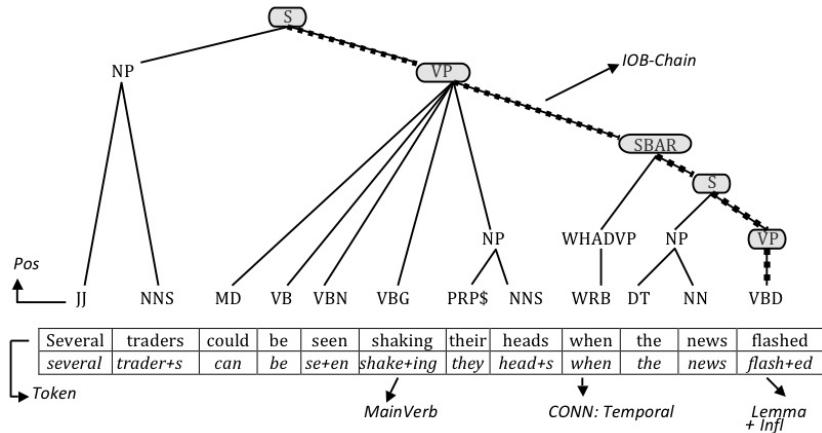 S
NP VP IOB-Chain
SBAR
S
NP WHADVP NP VP
Pos
JJ NNS MD VB VBN VBG PRP$ NNS WRB DT NN VBD
Several traders could be seen shaking their heads when the news flashed
several trader+s can be se+en shake+ing they head+s when the news flash+ed
Token
MainVerb CONN: Temporal Lemma
+ Infl